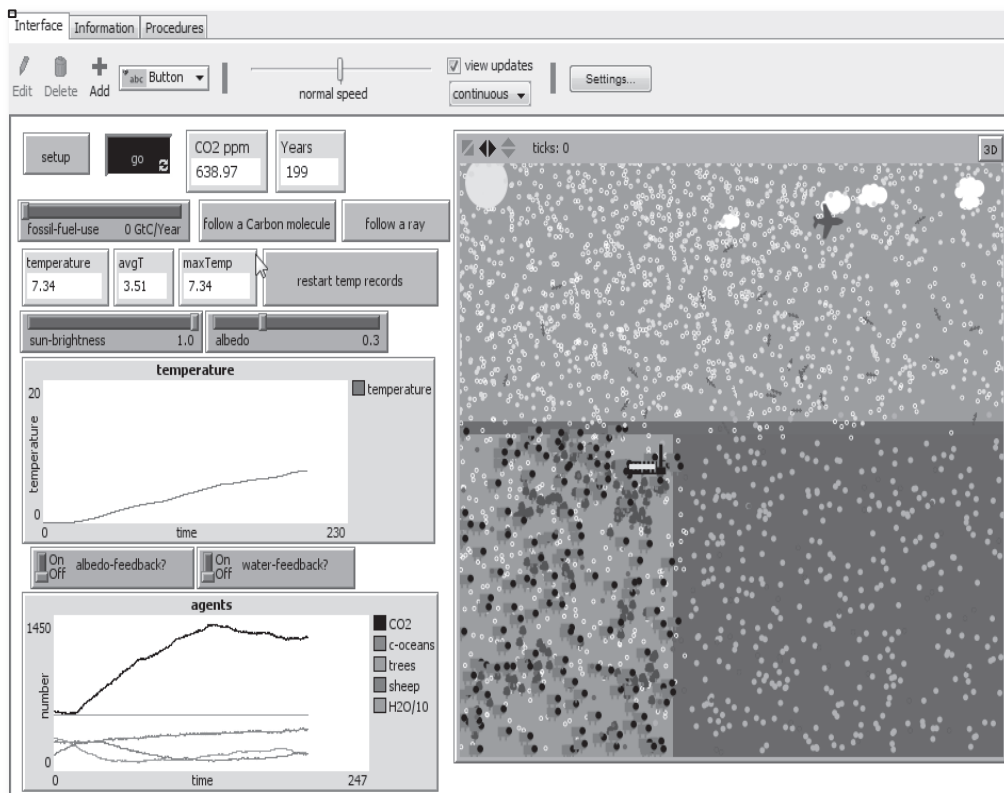 Interface Information Procedures
Edit Delete Add abc Button
normal speed
view updates
continuous
Settings...
setup
go
CO2 ppm
638.97
Years
199
ticks: 0
3D
fossil-fuel-use 0 GtC/Year
follow a Carbon molecule
follow a ray
temperature
7.34
avgT
3.51
maxTemp
7.34
restart temp records
sun-brightness 1.0
albedo 0.3
temperature
20
temperature
0
0
time
230
temperature
On
Off
albedo-feedback?
On
Off
water-feedback?
agents
1450
number
0
0
time
247
CO2
c-oceans
trees
sheep
H2O/10